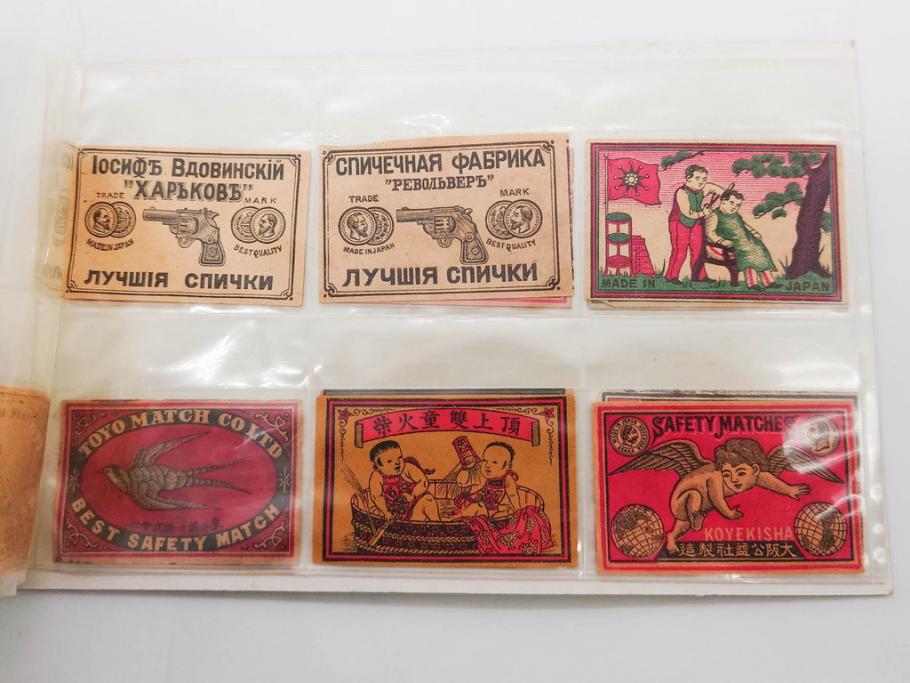 Іосифъ Вдовинскій
"Харьковъ"
TRADE MARK
MADE IN JAPAN BEST QUALITY
ЛУЧШІЯ СПИЧКИ
СПИЧЕЧНАЯ ФАБРИКА
"РЕВОЛЬВЕРЪ"
TRADE MARK
MADE IN JAPAN BEST QUALITY
ЛУЧШІЯ СПИЧКИ
MADE IN JAPAN
TOYO MATCH CO LTD
BEST SAFETY MATCH
柴火童雙上頂
SAFETY MATCHES
KOYEKISHA
造製社益公阪大